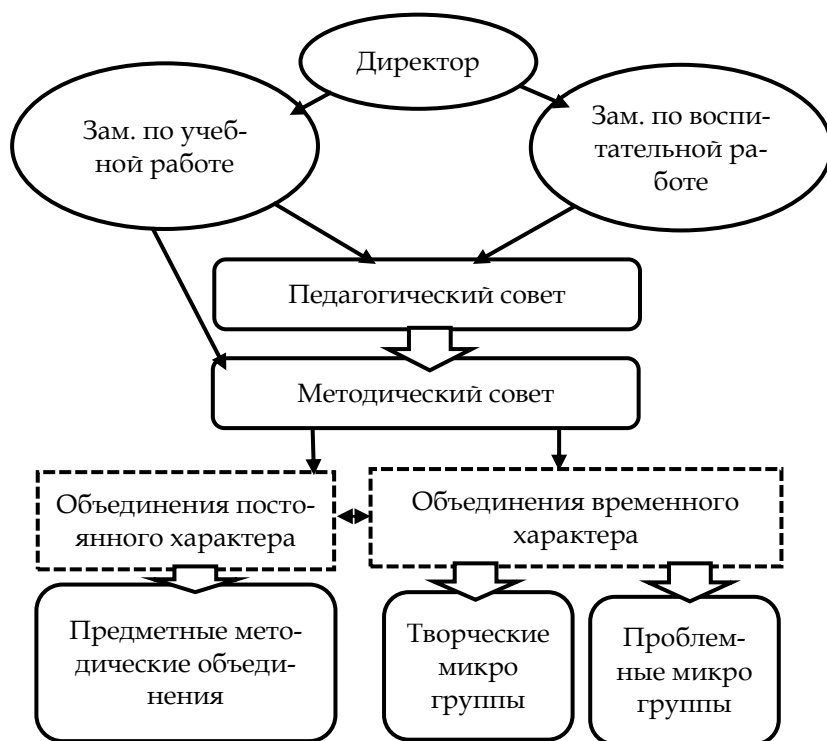 Директор
Зам. по учеб-
ной работе
Зам. по воспи-
тательной ра-
боте
Педагогический совет
Методический совет
Объединения посто-
янного характера
Объединения временного
характера
Предметные мето-
дические объеди-
нения
Творческие
микро
группы
Проблем-
ные микро
группы